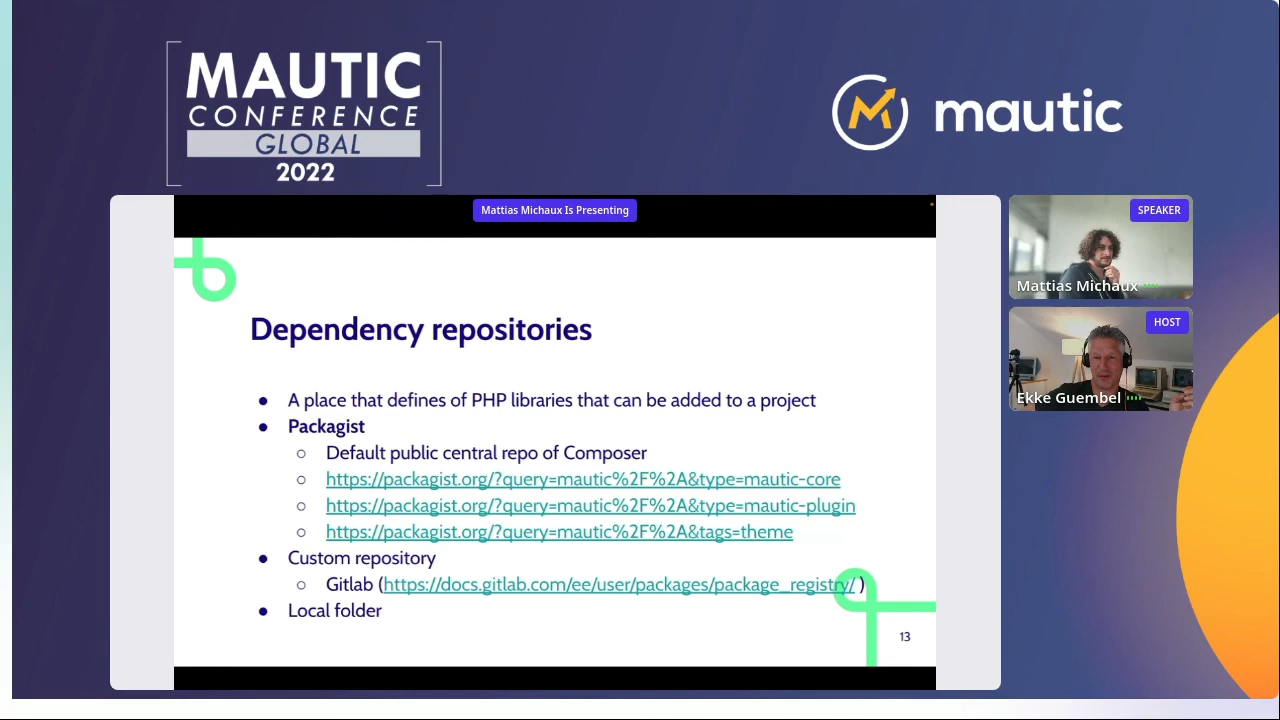 MAUTIC
CONFERENCE
GLOBAL
2022
mautic
Mattias Michaux Is Presenting
SPEAKER
Mattias Michaux
HOST
Ekke Guembel
Dependency repositories
● A place that defines of PHP libraries that can be added to a project
● Packagist
○ Default public central repo of Composer
○ https://packagist.org/?query=mautic%2F%2A&type=mautic-core
○ https://packagist.org/?query=mautic%2F%2A&type=mautic-plugin
○ https://packagist.org/?query=mautic%2F%2A&tags=theme
● Custom repository
○ Gitlab (https://docs.gitlab.com/ee/user/packages/package_registry/ )
● Local folder
13